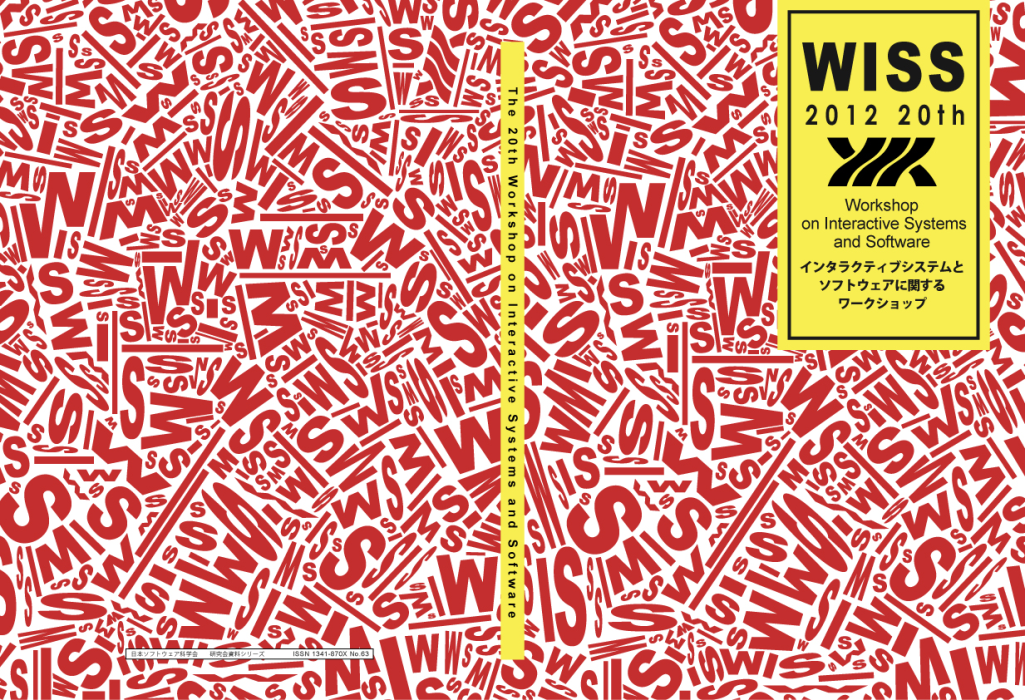 WISS
2012 20th
Workshop
on Interactive Systems
and Software
インタラクティブシステムと
ソフトウェアに関する
ワークショップ
The 20th Workshop on Interactive Systems and Software
日本ソフトウェア科学会 研究会資料シリーズ ISSN 1341-870X No.63